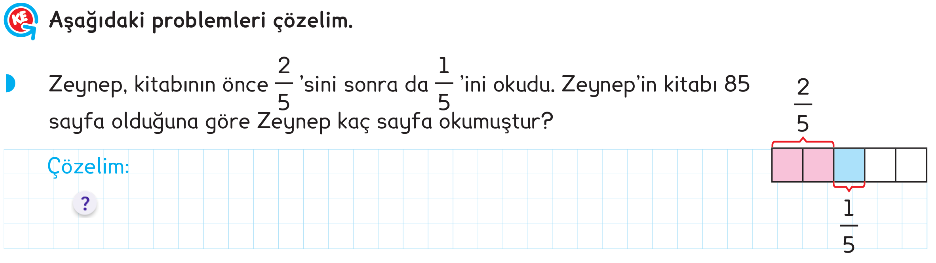 KE
Aşağıdaki problemleri çözelim.
Zeynep, kitabının önce 2/5 'sini sonra da 1/5 'ini okudu. Zeynep'in kitabı 85
sayfa olduğuna göre Zeynep kaç sayfa okumuştur?
2/5
Çözelim:
?
1/5